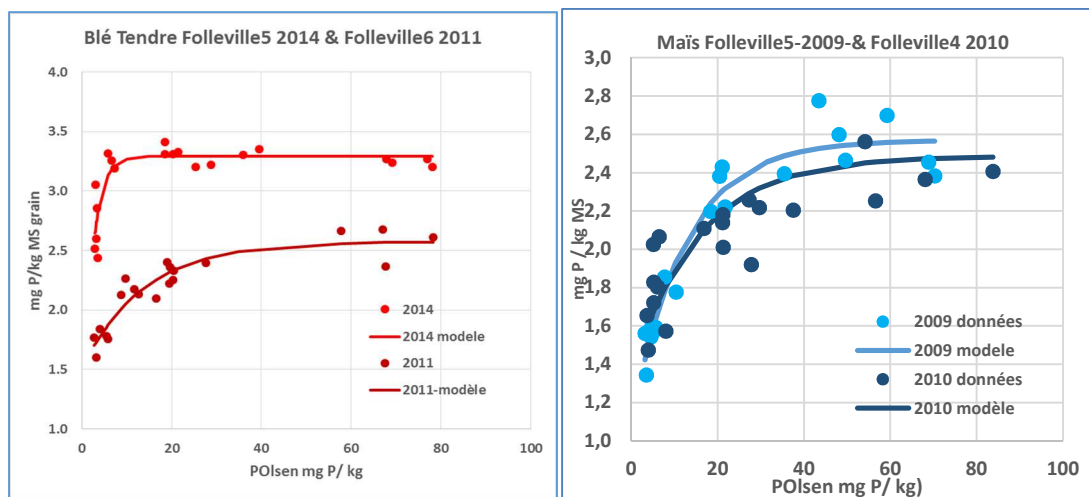 Blé Tendre Folleville5 2014 & Folleville6 2011
mg P/kg MS grain
4.0
3.5
3.0
2.5
2.0
1.5
1.0
2014
2014 modele
2011
2011-modèle
0 20 40 60 80 100
POlsen mg P/ kg
Maïs Folleville5-2009-& Folleville4 2010
mg P / kg MS
3,0
2,8
2,6
2,4
2,2
2,0
1,8
1,6
1,4
1,2
1,0
2009 données
2009 modele
2010 données
2010 modèle
0 20 40 60 80 100
POlsen mg P/ kg)